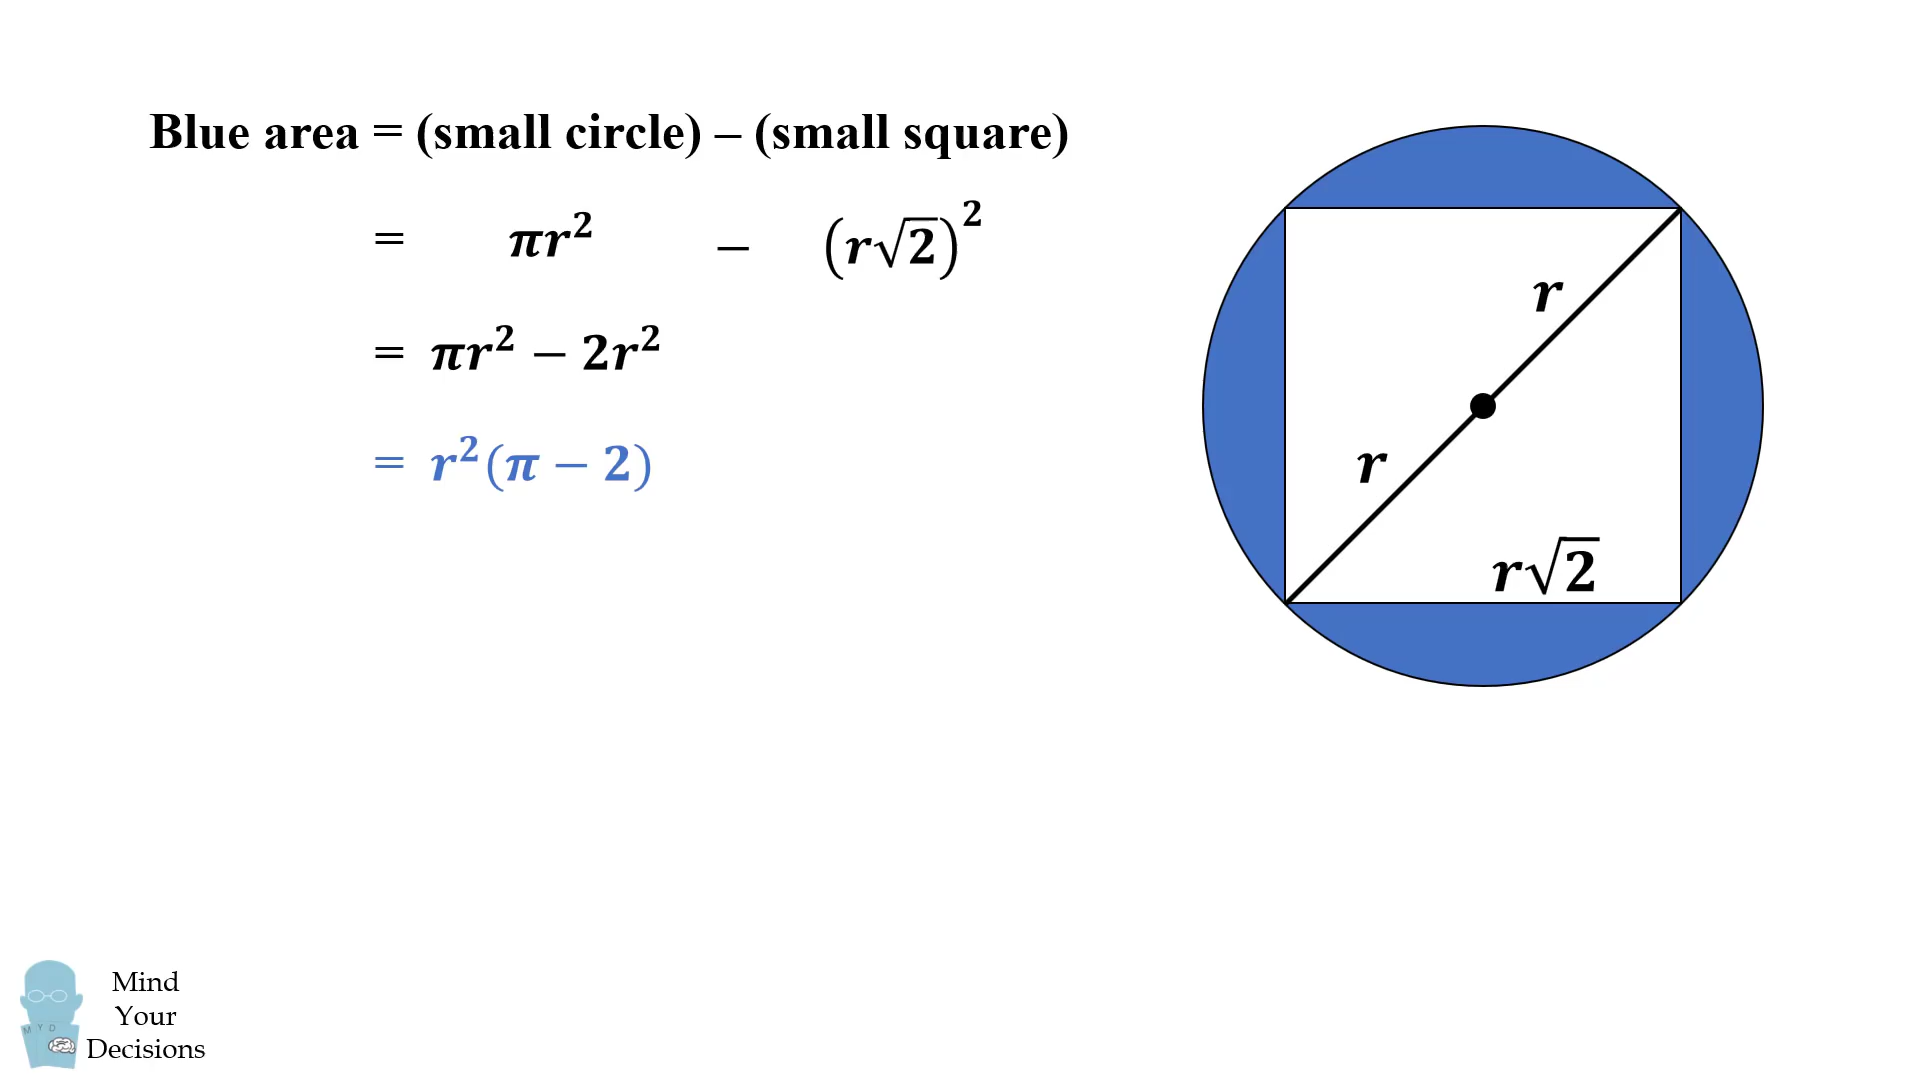 Blue area = (small circle) – (small square)
= πr² − (r√2)²
= πr² − 2r²
= r²(π − 2)
r
r
r√2
M Y D
Mind
Your
Decisions